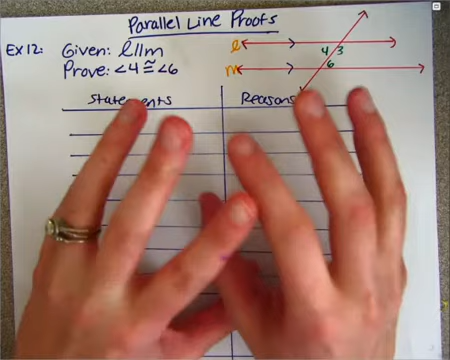 Parallel Line Proofs
Ex 12: Given: ℓ||m
Prove: ∠4 ≅ ∠6
ℓ
4 3
m
6
Statements Reasons